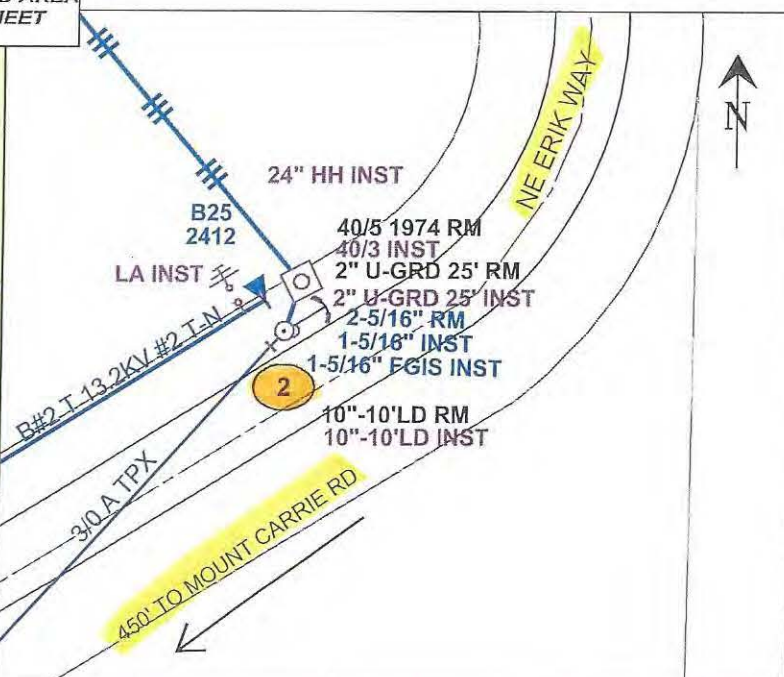 HEET
24" HH INST
NE ERIK WAY
N
B25
2412
40/5 1974 RM
40/3 INST
LA INST
2" U-GRD 25' RM
2" U-GRD 25' INST
2-5/16" RM
1-5/16" INST
1-5/16" FGIS INST
2
10"-10'LD RM
10"-10'LD INST
B#2-T-13.2KV #2 T-N
3/0 A TPX
450' TO MOUNT CARRIE RD